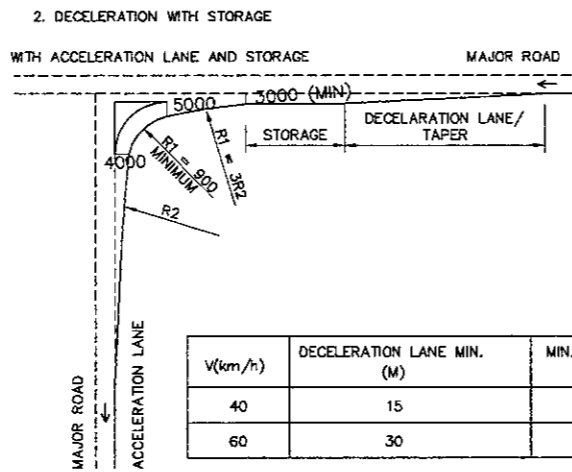 2. DECELERATION WITH STORAGE
WITH ACCELERATION LANE AND STORAGE
MAJOR ROAD
5000
3000 (MIN)
STORAGE
DECELARATION LANE/
TAPER
4000
R1 = 900
MINIMUM
R1 = 3R2
R2
MAJOR ROAD
ACCELERATION LANE
V(km/h)
DECELERATION LANE MIN.
(M)
MIN.
40
15
60
30